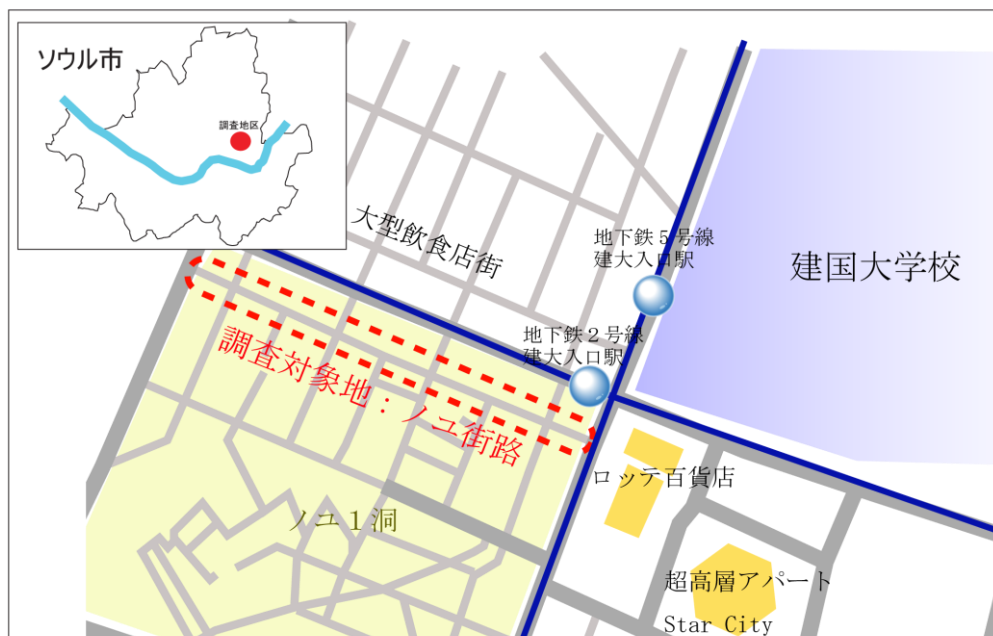 ソウル市
調査地区
大型飲食店街
地下鉄５号線
建大入口駅
建国大学校
地下鉄２号線
建大入口駅
調査対象地：ノユ街路
ロッテ百貨店
ノユ１洞
超高層アパート
Star City